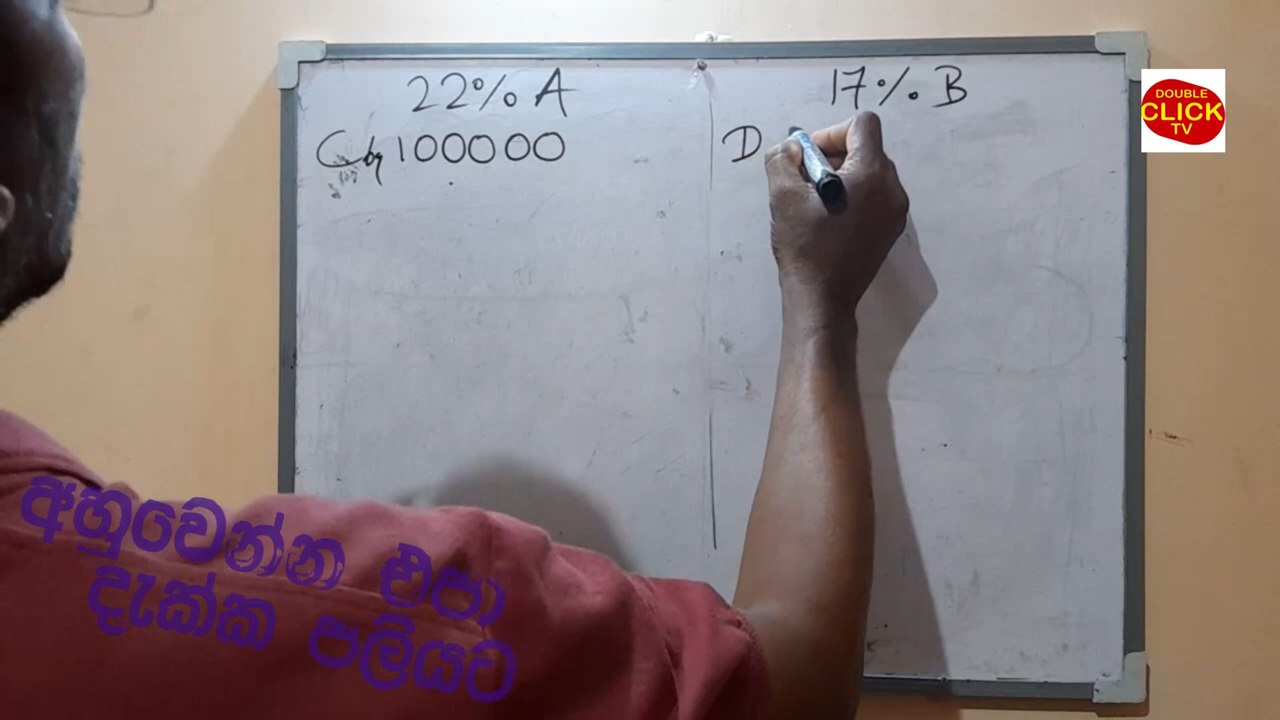 22% A
17% B
100000
D
DOUBLE
CLICK
TV
අහුවෙන්න එපා
දැක්ක පලියට